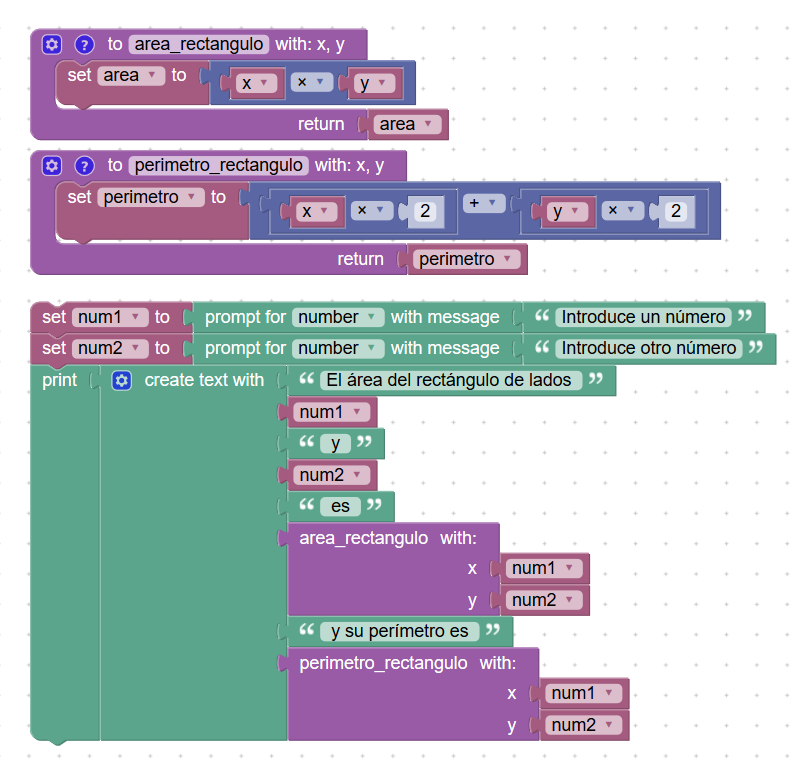 ? to area_rectangulo with: x, y
set area to x × y
return area
? to perimetro_rectangulo with: x, y
set perimetro to x × 2 + y × 2
return perimetro
set num1 to prompt for number with message “ Introduce un número ”
set num2 to prompt for number with message “ Introduce otro número ”
print create text with “ El área del rectángulo de lados ”
num1
“ y ”
num2
“ es ”
area_rectangulo with:
x num1
y num2
“ y su perímetro es ”
perimetro_rectangulo with:
x num1
y num2